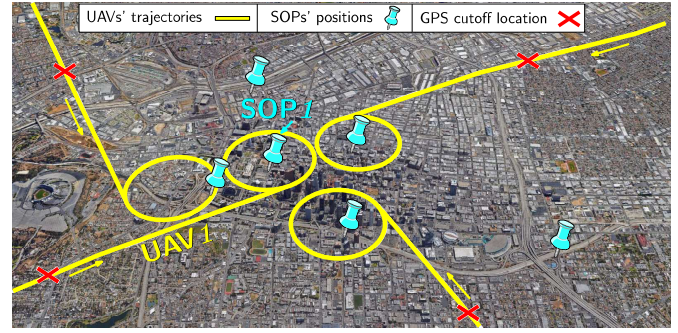 UAVs' trajectories SOPs' positions GPS cutoff location
SOP 1
UAV 1